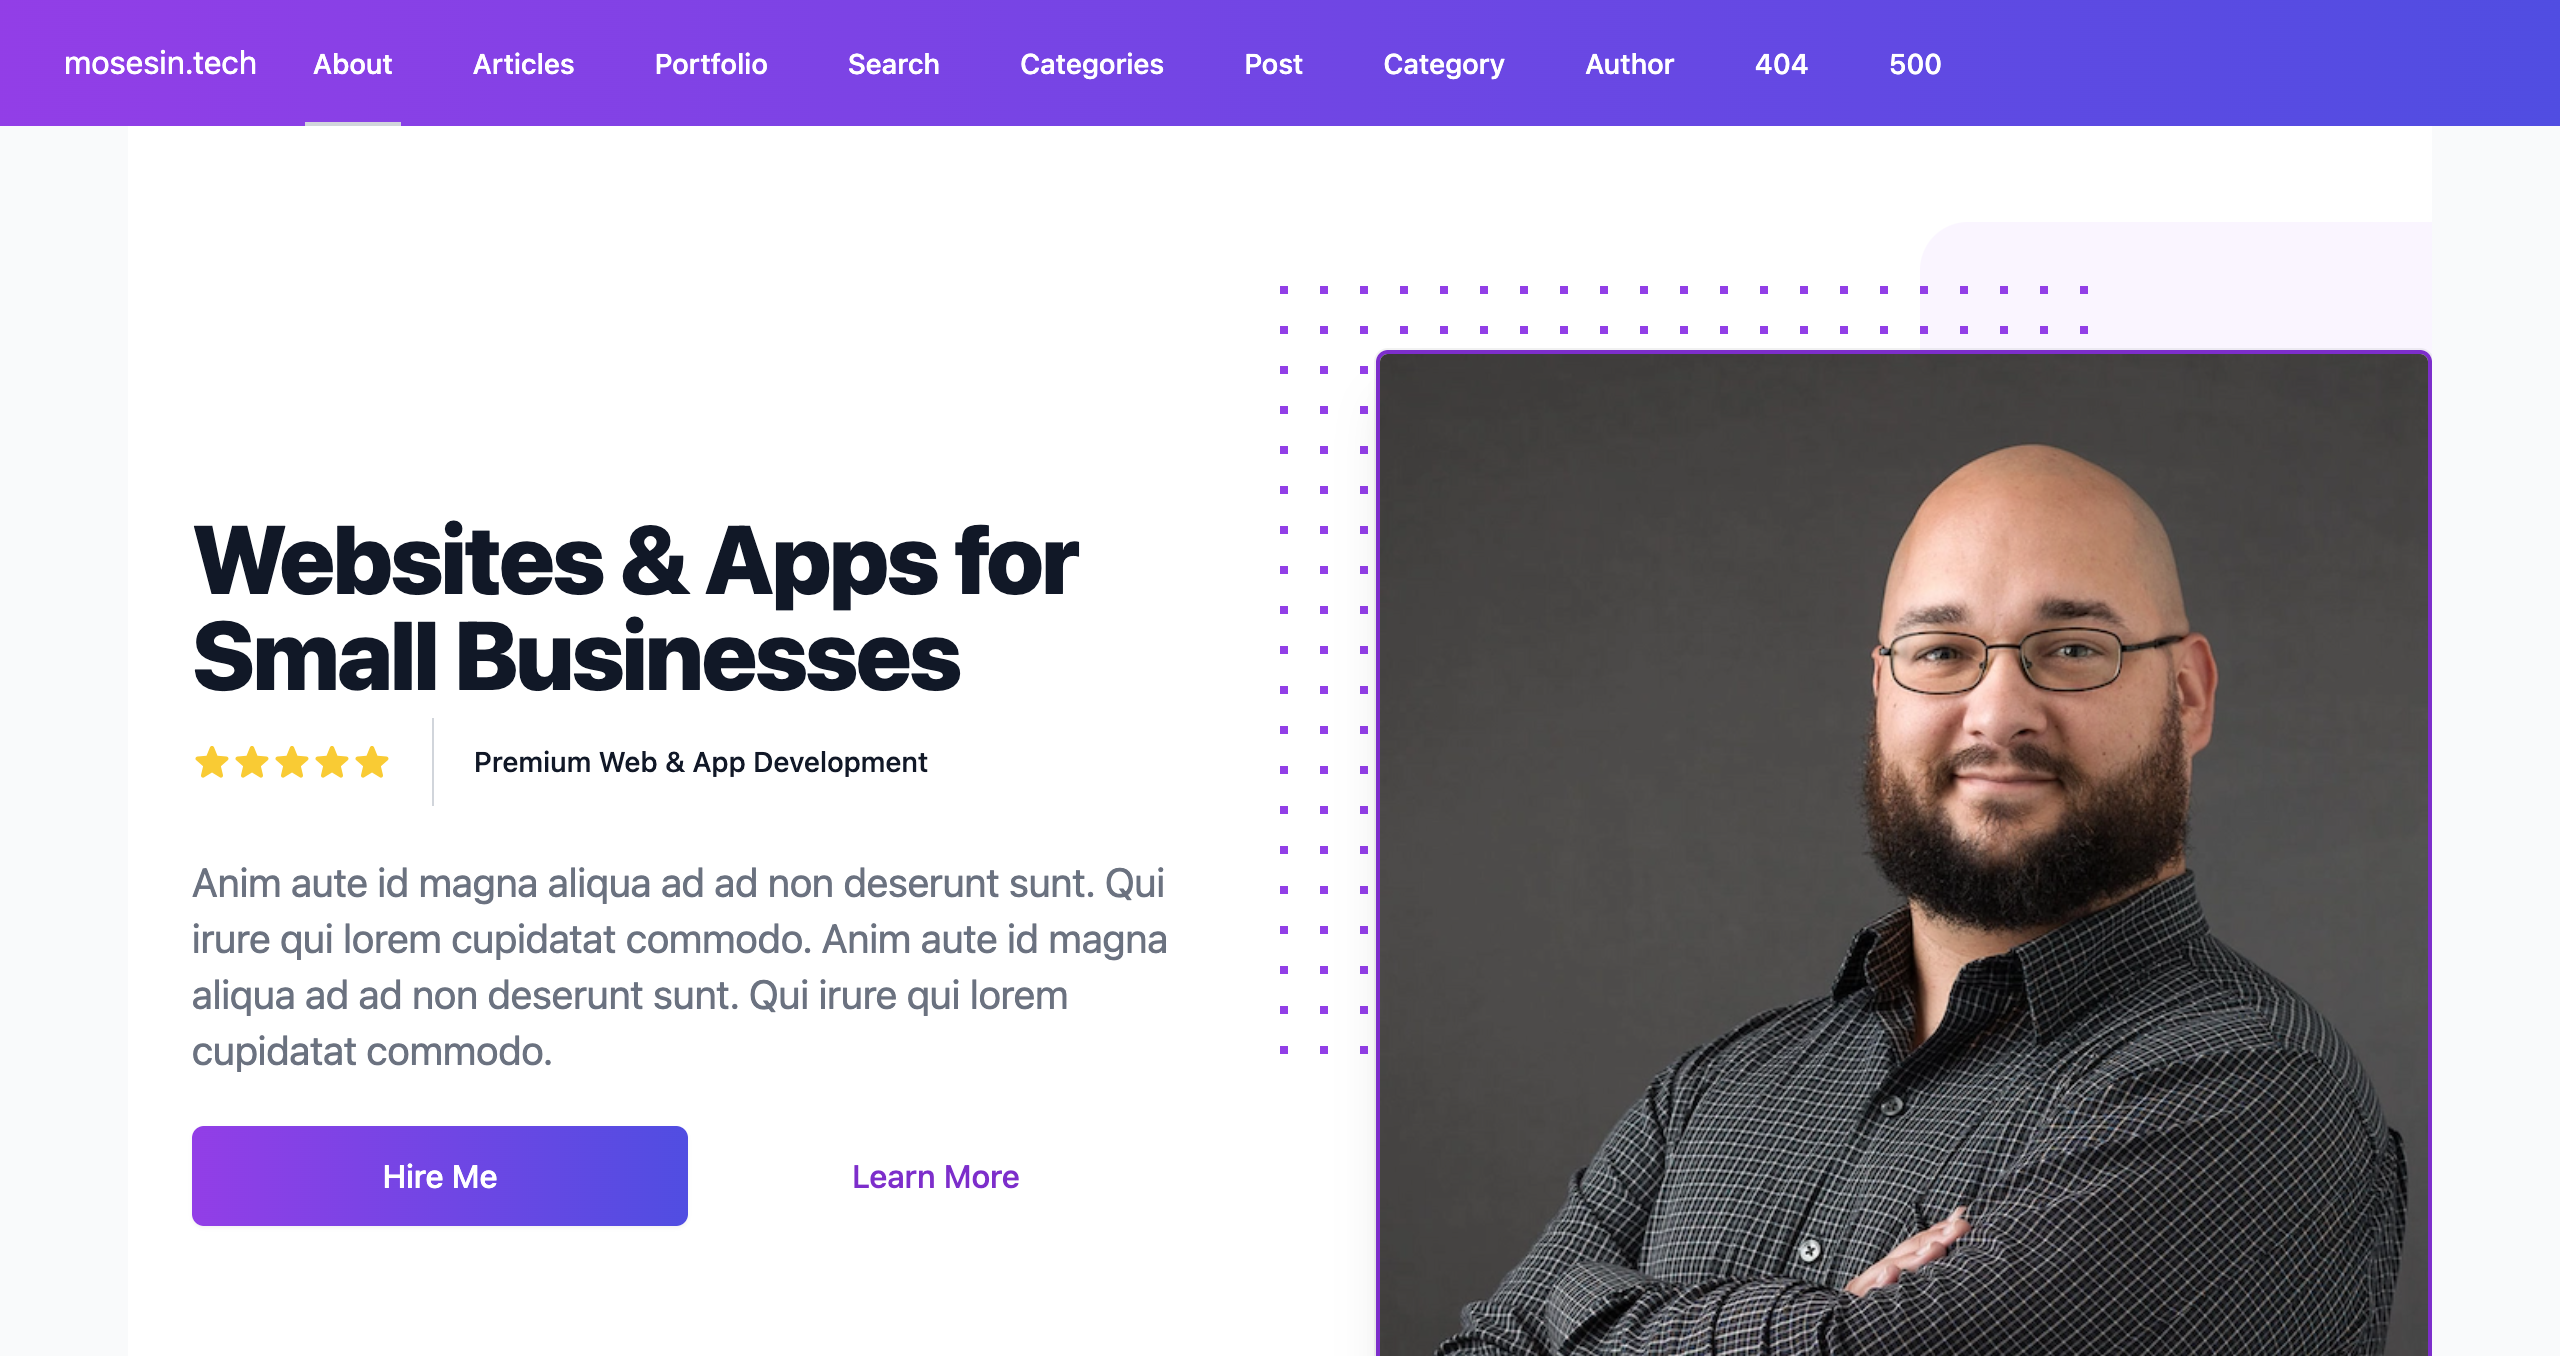 mosesin.tech About Articles Portfolio Search Categories Post Category Author 404 500
Websites & Apps for
Small Businesses
Premium Web & App Development
Anim aute id magna aliqua ad ad non deserunt sunt. Qui
irure qui lorem cupidatat commodo. Anim aute id magna
aliqua ad ad non deserunt sunt. Qui irure qui lorem
cupidatat commodo.
Hire Me Learn More